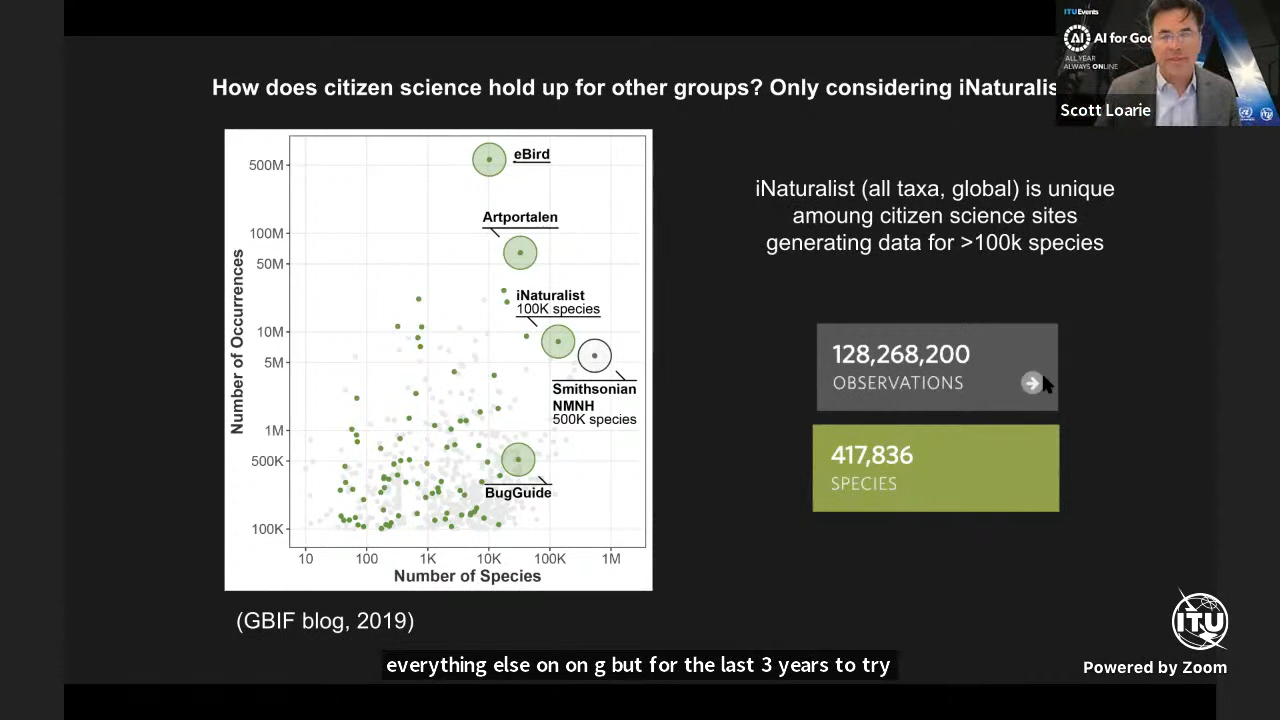 ITUEvents
AI AI for Goo
ALL YEAR
ALWAYS ONLINE
Scott Loarie
How does citizen science hold up for other groups? Only considering iNaturalis
eBird
Artportalen
iNaturalist
100K species
Smithsonian
NMNH
500K species
BugGuide
500M
100M
50M
10M
5M
1M
500K
100K
Number of Occurrences
10 100 1K 10K 100K 1M
Number of Species
(GBIF blog, 2019)
iNaturalist (all taxa, global) is unique
amoung citizen science sites
generating data for >100k species
128,268,200
OBSERVATIONS
417,836
SPECIES
everything else on on g but for the last 3 years to try
ITU
Powered by Zoom